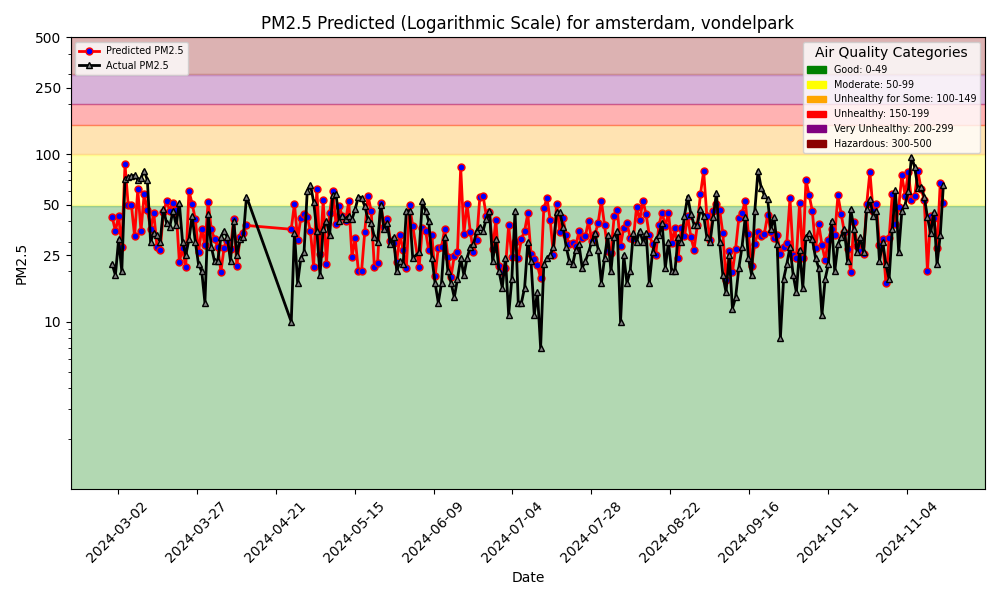 PM2.5 Predicted (Logarithmic Scale) for amsterdam, vondelpark
500
250
100
50
25
10
PM2.5
Predicted PM2.5
Actual PM2.5
Air Quality Categories
Good: 0-49
Moderate: 50-99
Unhealthy for Some: 100-149
Unhealthy: 150-199
Very Unhealthy: 200-299
Hazardous: 300-500
2024-03-02
2024-03-27
2024-04-21
2024-05-15
2024-06-09
2024-07-04
2024-07-28
2024-08-22
2024-09-16
2024-10-11
2024-11-04
Date